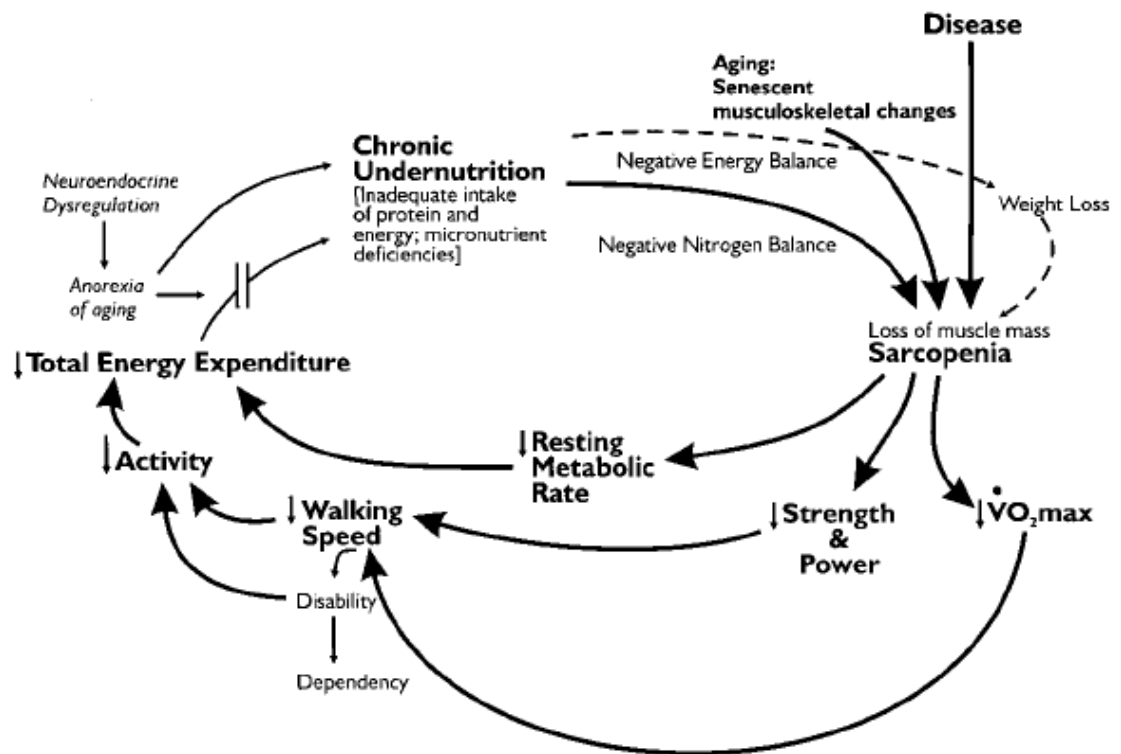 Disease
Aging:
Senescent
musculoskeletal changes
Chronic
Undernutrition
[Inadequate intake
of protein and
energy; micronutrient
deficiencies]
Negative Energy Balance
Neuroendocrine
Dysregulation
Weight Loss
Negative Nitrogen Balance
Anorexia
of aging
Loss of muscle mass
Sarcopenia
↓Total Energy Expenditure
↓Resting
Metabolic
Rate
↓Activity
↓Walking
Speed
↓Strength
&
Power
↓V̇O₂max
Disability
Dependency